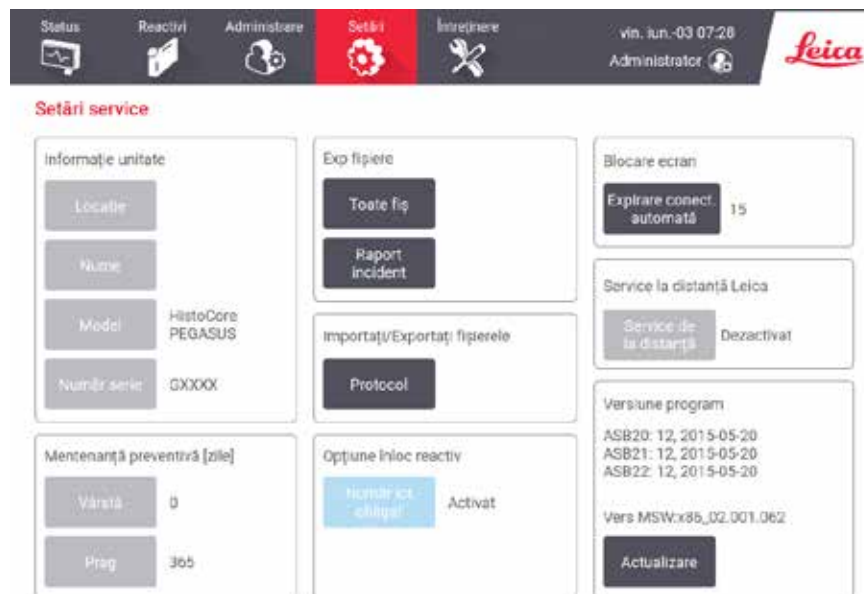 Status Reactivi Administrare Setări Întreținere
vin. iun.-03 07:28
Administrator
Leica
Setări service
Informație unitate
Locație
Nume
Model
HistoCore
PEGASUS
Număr serie
GXXXX
Mentenanță preventivă [zile]
Vârstă
0
Prag
365
Exp fișiere
Toate fiș
Raport
incident
Importați/Exportați fișierele
Protocol
Opțiune înloc reactiv
Număr lot
obligat
Activat
Blocare ecran
Expirare conect.
automată
15
Service la distanță Leica
Service de
la distanță
Dezactivat
Versiune program
ASB20: 12, 2015-05-20
ASB21: 12, 2015-05-20
ASB22: 12, 2015-05-20
Vers MSW:x86_02.001.062
Actualizare